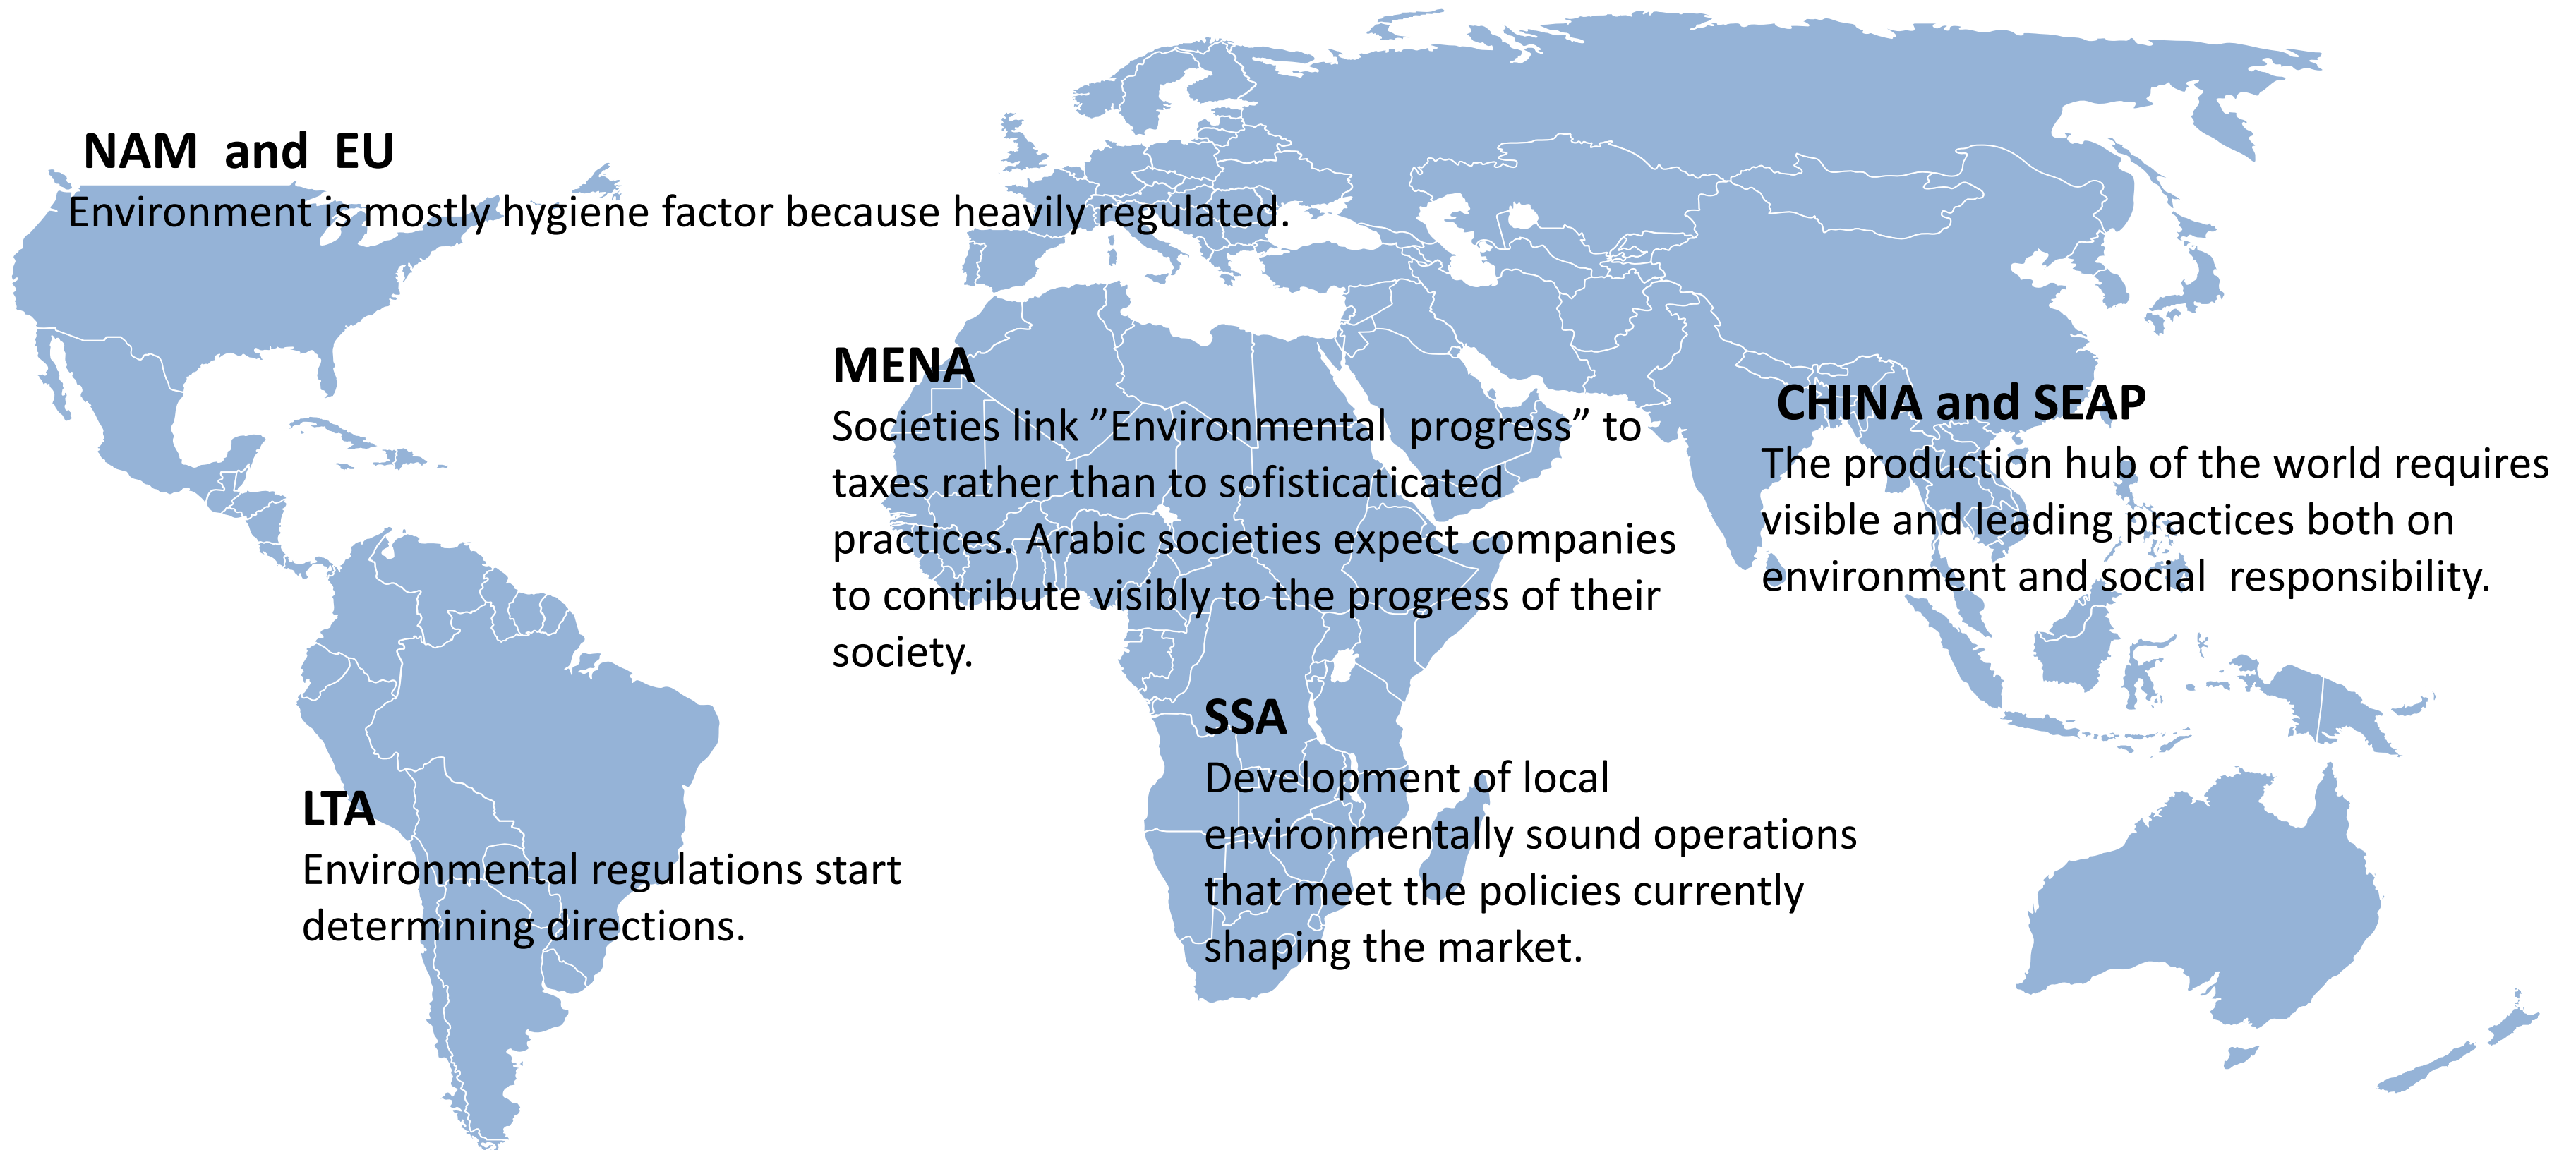 NAM and EU
Environment is mostly hygiene factor because heavily regulated.
MENA
Societies link ”Environmental progress” to
taxes rather than to sofisticaticated
practices. Arabic societies expect companies
to contribute visibly to the progress of their
society.
CHINA and SEAP
The production hub of the world requires
visible and leading practices both on
environment and social responsibility.
SSA
Development of local
environmentally sound operations
that meet the policies currently
shaping the market.
LTA
Environmental regulations start
determining directions.